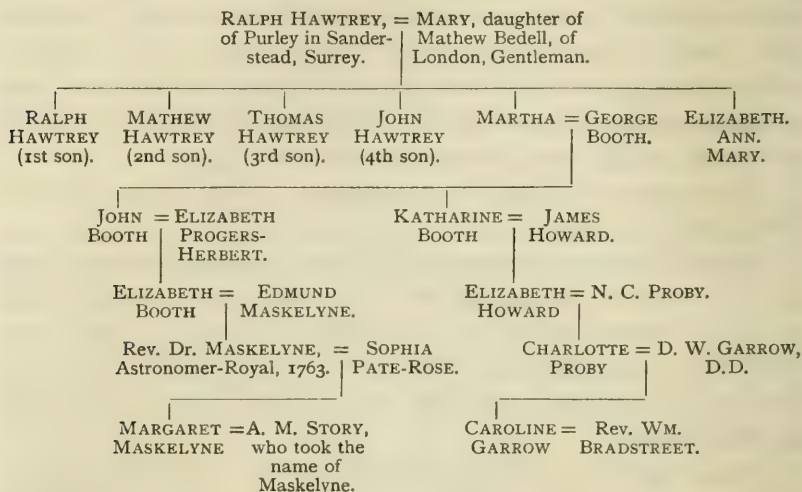 RALPH HAWTREY, = MARY, daughter of
of Purley in Sander- Mathew Bedell, of
stead, Surrey. London, Gentleman.
RALPH MATHEW THOMAS JOHN MARTHA = GEORGE ELIZABETH.
HAWTREY HAWTREY HAWTREY HAWTREY BOOTH. ANN.
(1st son). (2nd son). (3rd son). (4th son). MARY.
JOHN = ELIZABETH KATHARINE = JAMES
BOOTH PROGERS- BOOTH HOWARD.
HERBERT.
ELIZABETH = EDMUND ELIZABETH = N. C. PROBY.
BOOTH MASKELYNE. HOWARD
Rev. Dr. MASKELYNE, = SOPHIA CHARLOTTE = D. W. GARROW,
Astronomer-Royal, 1763. PATE-ROSE. PROBY D.D.
MARGARET = A. M. STORY, CAROLINE = Rev. WM.
MASKELYNE who took the GARROW BRADSTREET.
name of
Maskelyne.